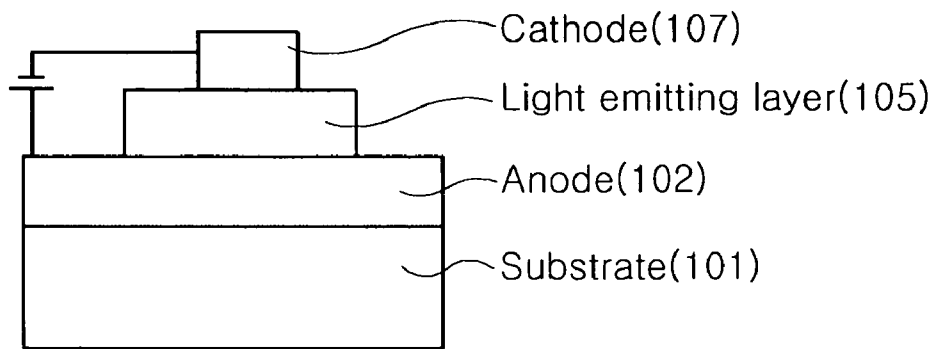 Cathode(107)
Light emitting layer(105)
Anode(102)
Substrate(101)